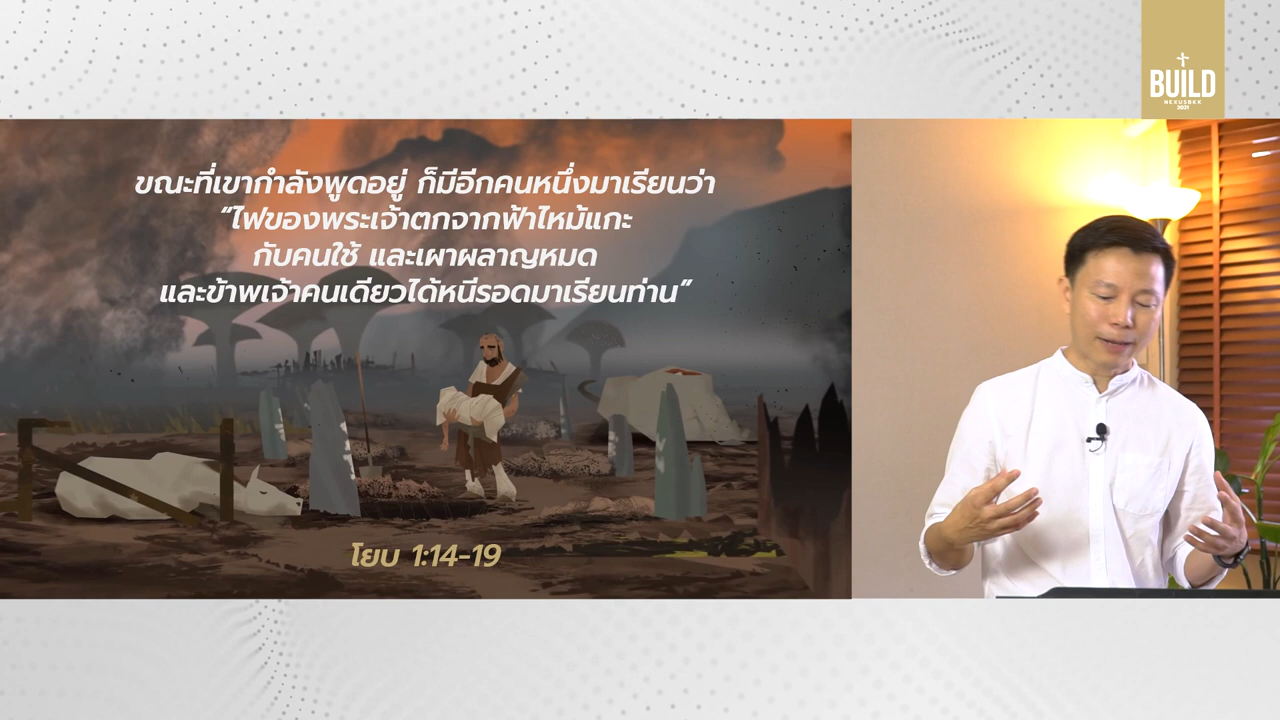 BUILD
NEXUSBKK
2021
ขณะที่เขากำลังพูดอยู่ ก็มีอีกคนหนึ่งมาเรียนว่า
“ไฟของพระเจ้าตกจากฟ้าไหม้แกะ
กับคนใช้ และเผาผลาญหมด
และข้าพเจ้าคนเดียวได้หนีรอดมาเรียนท่าน”
โยบ 1:14-19